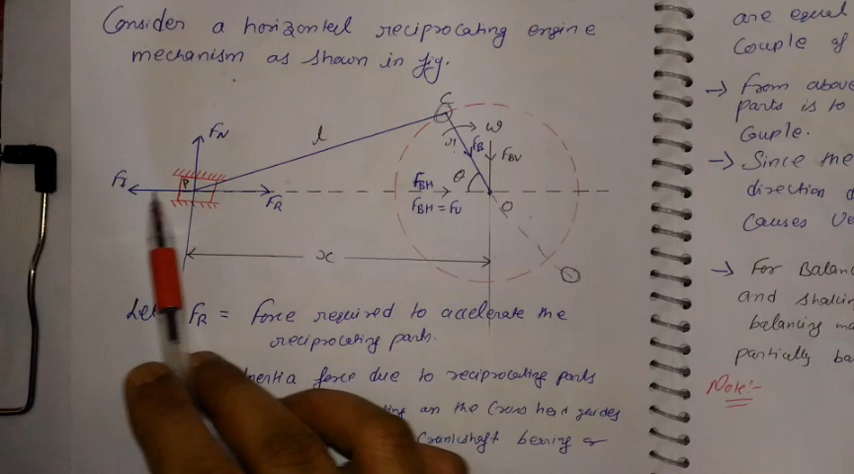 Consider a horizontal reciprocating engine
mechanism as shown in fig.
C
l
ω
r
FB
FBV
θ
FN
FI
P
FR
FBH
FBH = FU
O
x
Let FR = Force required to accelerate the
reciprocating parts.
inertia force due to reciprocating parts
on the Cross head guides
Crankshaft bearing or
are equal
Couple of
→ From above
parts is to
Couple.
→ Since the
direction
causes
→ For Balan
and shakin
balancing ma
partially ba
Note:-